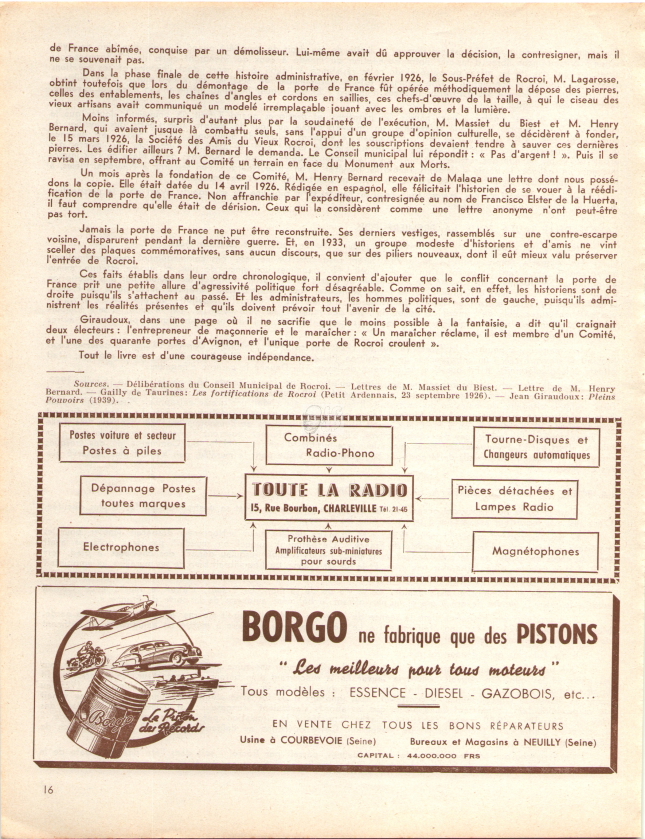 de France abîmée, conquise par un démolisseur. Lui-même avait dû approuver la décision, la contresigner, mais il
ne se souvenait pas.
Dans la phase finale de cette histoire administrative, en février 1926, le Sous-Préfet de Rocroi, M. Lagarosse,
obtint toutefois que lors du démontage de la porte de France fût opérée méthodiquement la dépose des pierres,
celles des entablements, les chaînes d'angles et cordons en saillies, ces chefs-d'œuvre de la taille, à qui le ciseau des
vieux artisans avait communiqué un modelé irremplaçable jouant avec les ombres et la lumière.
Moins informés, surpris d'autant plus par la soudaineté de l'exécution, M. Massiet du Biest et M. Henry
Bernard, qui avaient jusque là combattu seuls, sans l'appui d'un groupe d'opinion culturelle, se décidèrent à fonder,
le 15 mars 1926, la Société des Amis du Vieux Rocroi, dont les souscriptions devaient tendre à sauver ces dernières
pierres. Les édifier ailleurs ? M. Bernard le demanda. Le Conseil municipal lui répondit : « Pas d'argent ! ». Puis il se
ravisa en septembre, offrant au Comité un terrain en face du Monument aux Morts.
Un mois après la fondation de ce Comité, M. Henry Bernard recevait de Malaga une lettre dont nous possé-
dons la copie. Elle était datée du 14 avril 1926. Rédigée en espagnol, elle félicitait l'historien de se vouer à la réédi-
fication de la porte de France. Non affranchie par l'expéditeur, contresignée au nom de Francisco Elster de la Huerta,
il faut comprendre qu'elle était de dérision. Ceux qui la considèrent comme une lettre anonyme n'ont peut-être
pas tort.
Jamais la porte de France ne put être reconstruite. Ses derniers vestiges, rassemblés sur une contre-escarpe
voisine, disparurent pendant la dernière guerre. Et, en 1933, un groupe modeste d'historiens et d'amis ne vint
sceller des plaques commémoratives, sans aucun discours, que sur des piliers nouveaux, dont il eût mieux valu préserver
l'entrée de Rocroi.
Ces faits établis dans leur ordre chronologique, il convient d'ajouter que le conflit concernant la porte de
France prit une petite allure d'agressivité politique fort désagréable. Comme on sait, en effet, les historiens sont de
droite puisqu'ils s'attachent au passé. Et les administrateurs, les hommes politiques, sont de gauche, puisqu'ils admi-
nistrent les réalités présentes et qu'ils doivent prévoir tout l'avenir de la cité.
Giraudoux, dans une page où il ne sacrifie que le moins possible à la fantaisie, a dit qu'il craignait
deux électeurs : l'entrepreneur de maçonnerie et le maraîcher : « Un maraîcher réclame, il est membre d'un Comité,
et l'une des quarante portes d'Avignon, et l'unique porte de Rocroi croulent ».
Tout le livre est d'une courageuse indépendance.
Sources. — Délibérations du Conseil Municipal de Rocroi. — Lettres de M. Massiet du Biest. — Lettre de M. Henry
Bernard. — Gailly de Taurines : Les fortifications de Rocroi (Petit Ardennais, 23 septembre 1926). — Jean Giraudoux : Pleins
Pouvoirs (1939).
Postes voiture et secteur
Postes à piles
Combinés
Radio-Phono
Tourne-Disques et
Changeurs automatiques
Dépannage Postes
toutes marques
TOUTE LA RADIO
15, Rue Bourbon, CHARLEVILLE Tél. 21-45
Pièces détachées et
Lampes Radio
Electrophones
Prothèse Auditive
Amplificateurs sub-miniatures
pour sourds
Magnétophones
BORGO ne fabrique que des PISTONS
"Les meilleurs pour tous moteurs"
Tous modèles : ESSENCE - DIESEL - GAZOBOIS, etc...
Borgo
Le Piston
des Records
EN VENTE CHEZ TOUS LES BONS RÉPARATEURS
Usine à COURBEVOIE (Seine) Bureaux et Magasins à NEUILLY (Seine)
CAPITAL : 44.000.000 FRS
16